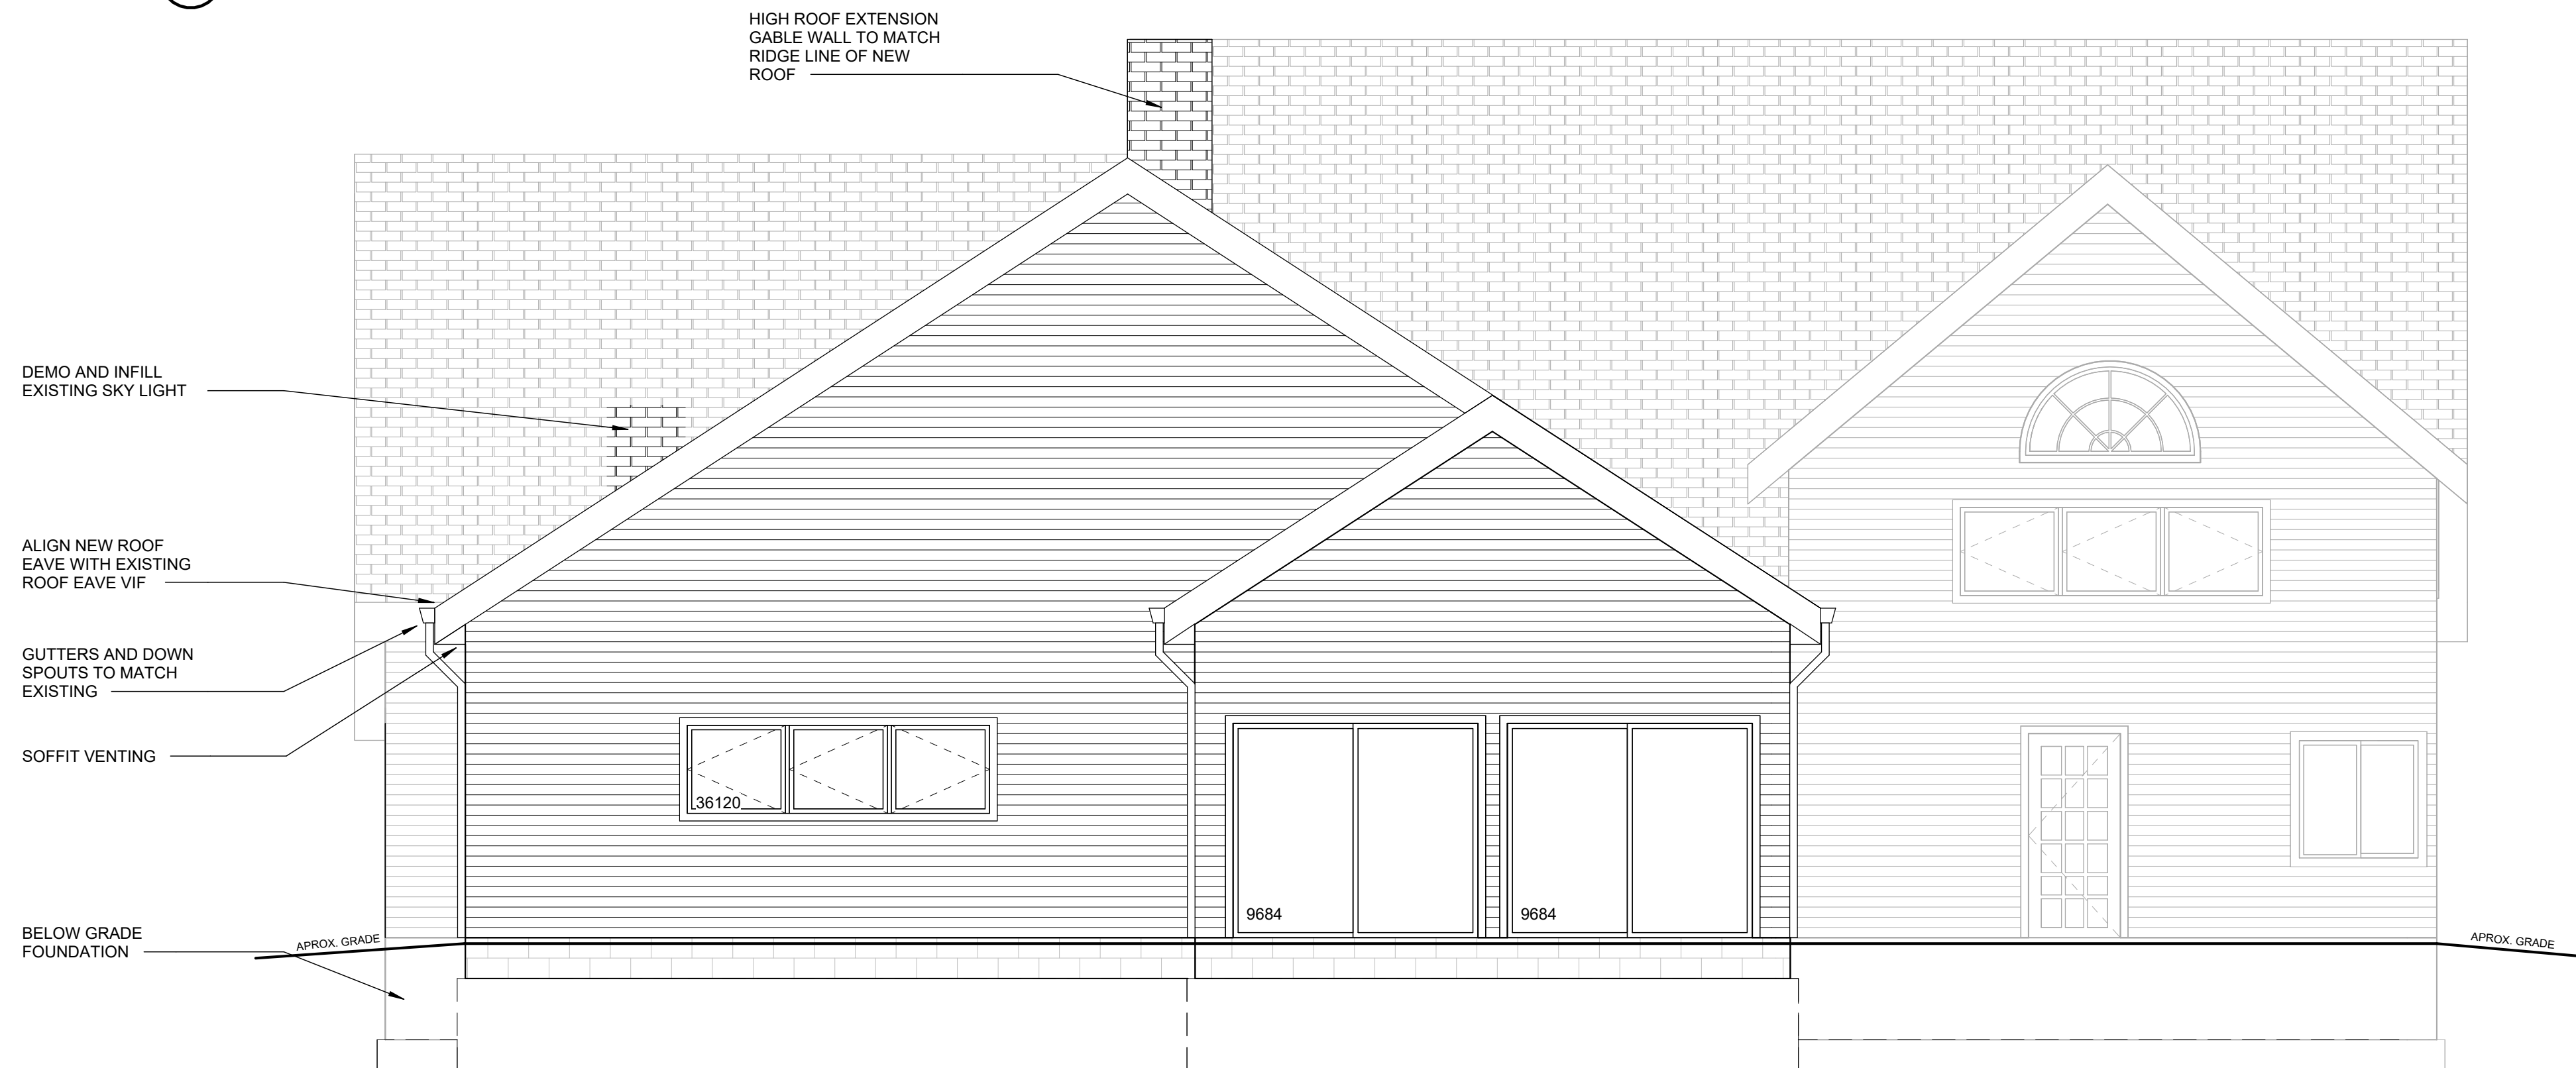 HIGH ROOF EXTENSION
GABLE WALL TO MATCH
RIDGE LINE OF NEW
ROOF
DEMO AND INFILL
EXISTING SKY LIGHT
ALIGN NEW ROOF
EAVE WITH EXISTING
ROOF EAVE VIF
GUTTERS AND DOWN
SPOUTS TO MATCH
EXISTING
SOFFIT VENTING
36120
9684
9684
BELOW GRADE
FOUNDATION
APROX. GRADE
APROX. GRADE